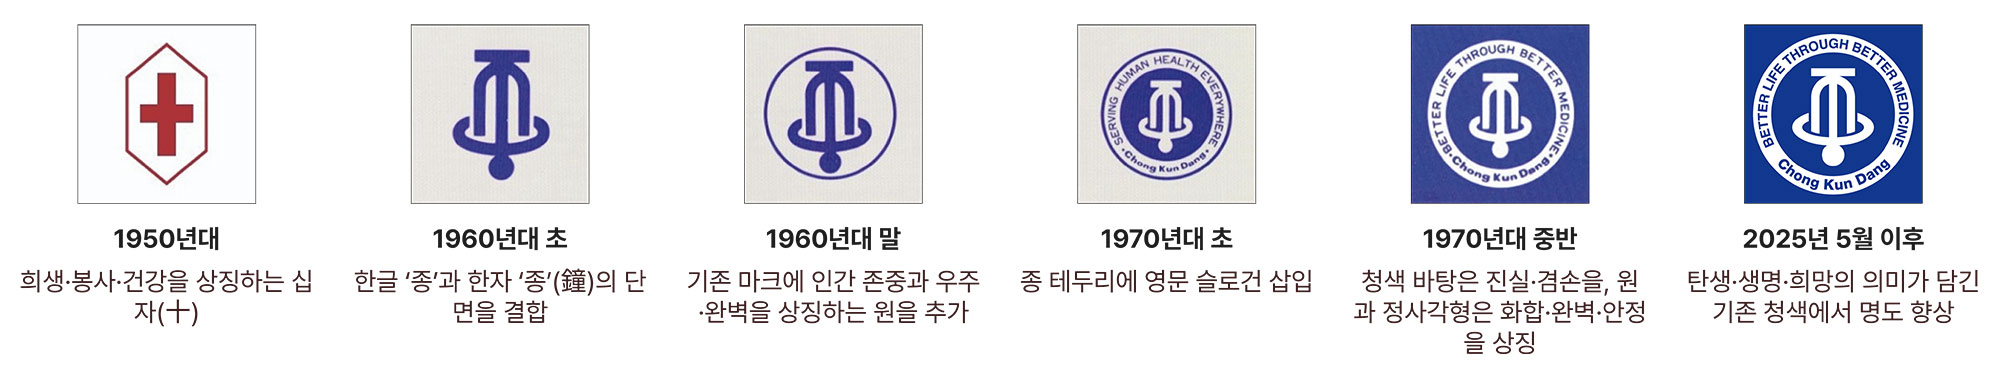 SERVING HUMAN HEALTH EVERYWHERE
·Chong Kun Dang·
BETTER LIFE THROUGH BETTER MEDICINE
·Chong Kun Dang·
BETTER LIFE THROUGH BETTER MEDICINE
Chong Kun Dang
1950년대
희생·봉사·건강을 상징하는 십
자(十)
1960년대 초
한글 ‘종’과 한자 ‘종’(鐘)의 단
면을 결합
1960년대 말
기존 마크에 인간 존중과 우주
·완벽을 상징하는 원을 추가
1970년대 초
종 테두리에 영문 슬로건 삽입
1970년대 중반
청색 바탕은 진실·겸손을, 원
과 정사각형은 화합·완벽·안정
을 상징
2025년 5월 이후
탄생·생명·희망의 의미가 담긴
기존 청색에서 명도 향상